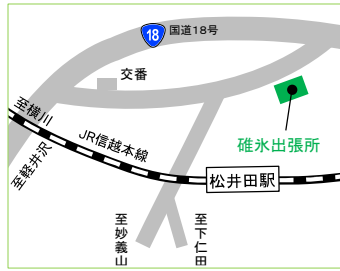 18
国道18号
交番
至横川
JR信越本線
至軽井沢
碓氷出張所
松井田駅
至妙義山
至下仁田